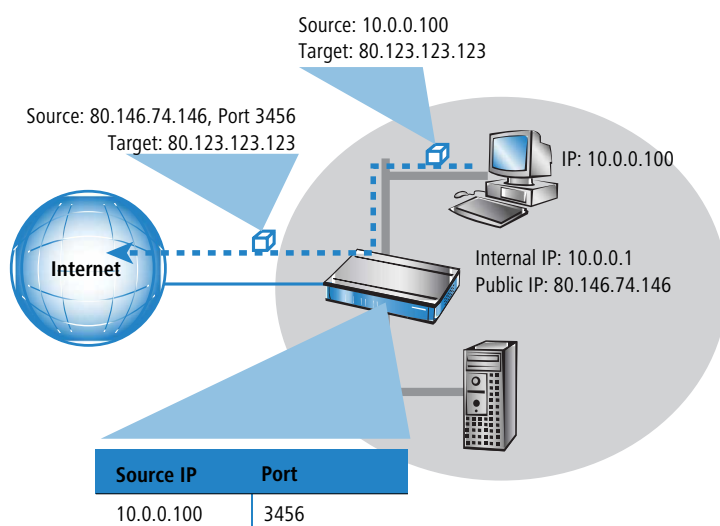 Source: 10.0.0.100
Target: 80.123.123.123
Source: 80.146.74.146, Port 3456
Target: 80.123.123.123
IP: 10.0.0.100
Internet
Internal IP: 10.0.0.1
Public IP: 80.146.74.146
Source IP Port
10.0.0.100 3456